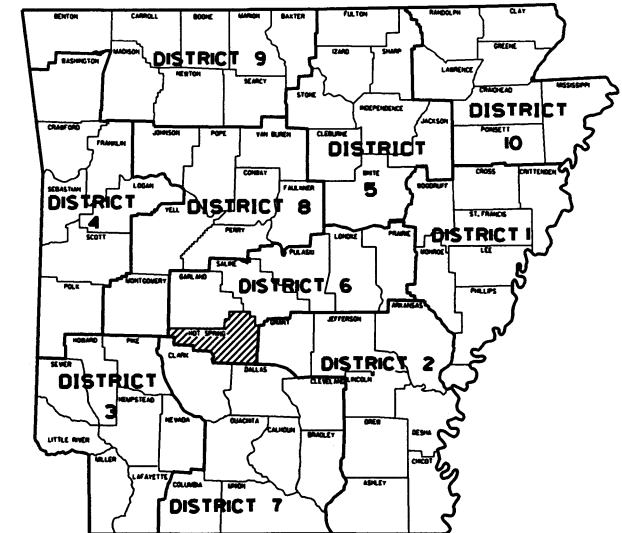 BENTON CARROLL BOONE MARION BAXTER FULTON RANDOLPH CLAY
MADISON DISTRICT 9 IZARD SHARP GREENE
WASHINGTON NEWTON SEARCY LAWRENCE
STONE CRAIGHEAD MISSISSIPPI
INDEPENDENCE DISTRICT
CRAWFORD JOHNSON POPE VAN BUREN CLEBURNE JACKSON POINSETT
FRANKLIN DISTRICT 10
LOGAN CONWAY WHITE CROSS CRITTENDEN
SEBASTIAN FAULKNER 5 WOODRUFF
DISTRICT YELL DISTRICT 8 ST. FRANCIS
4 PERRY LONOKE PRAIRIE DISTRICT 1
SCOTT PULASKI MONROE LEE
SALINE
POLK MONTGOMERY GARLAND DISTRICT 6 PHILLIPS
ARKANSAS
HOT SPRING GRANT JEFFERSON
HOWARD PIKE CLARK
SEVIER DALLAS DISTRICT 2
DISTRICT CLEVELAND LINCOLN
3 HEMPSTEAD
NEVADA OUACHITA CALHOUN BRADLEY DREW DESHA
LITTLE RIVER
MILLER CHICOT
LAFAYETTE COLUMBIA UNION ASHLEY
DISTRICT 7